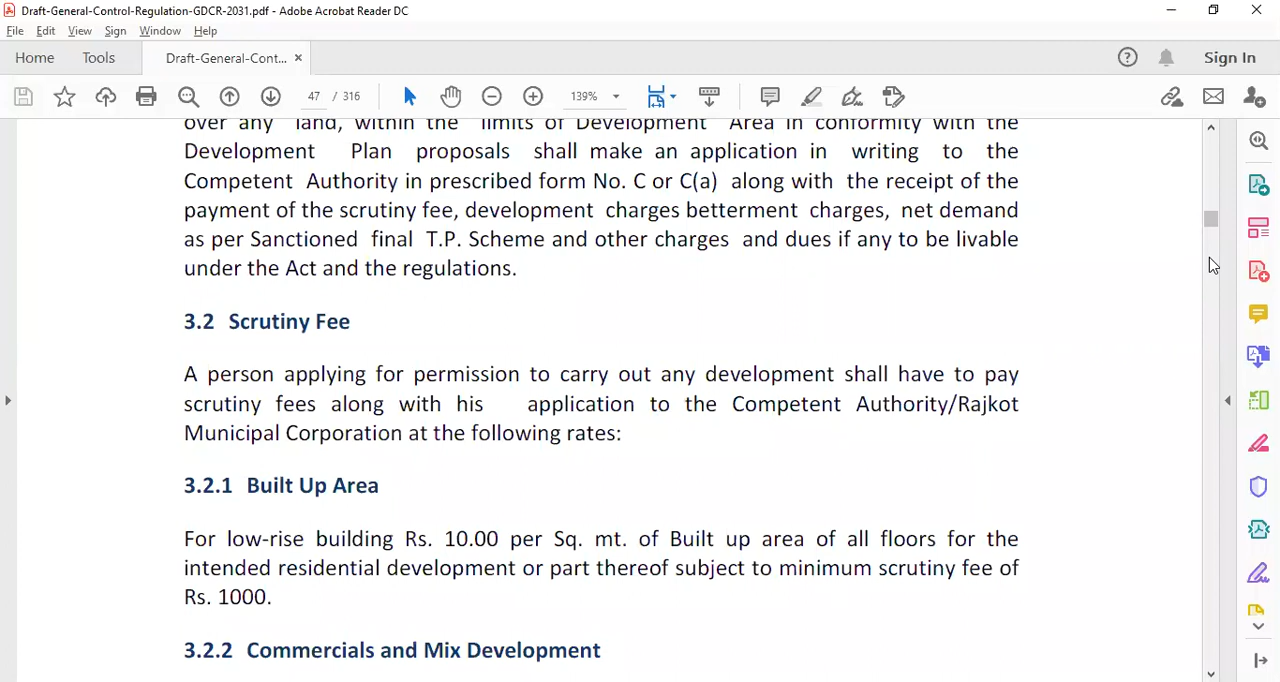 Draft-General-Control-Regulation-GDCR-2031.pdf - Adobe Acrobat Reader DC
File Edit View Sign Window Help
Home Tools Draft-General-Cont... × Sign In
47 / 316 139%
over any land, within the limits of Development Area in conformity with the
Development Plan proposals shall make an application in writing to the
Competent Authority in prescribed form No. C or C(a) along with the receipt of the
payment of the scrutiny fee, development charges betterment charges, net demand
as per Sanctioned final T.P. Scheme and other charges and dues if any to be livable
under the Act and the regulations.
3.2 Scrutiny Fee
A person applying for permission to carry out any development shall have to pay
scrutiny fees along with his application to the Competent Authority/Rajkot
Municipal Corporation at the following rates:
3.2.1 Built Up Area
For low-rise building Rs. 10.00 per Sq. mt. of Built up area of all floors for the
intended residential development or part thereof subject to minimum scrutiny fee of
Rs. 1000.
3.2.2 Commercials and Mix Development